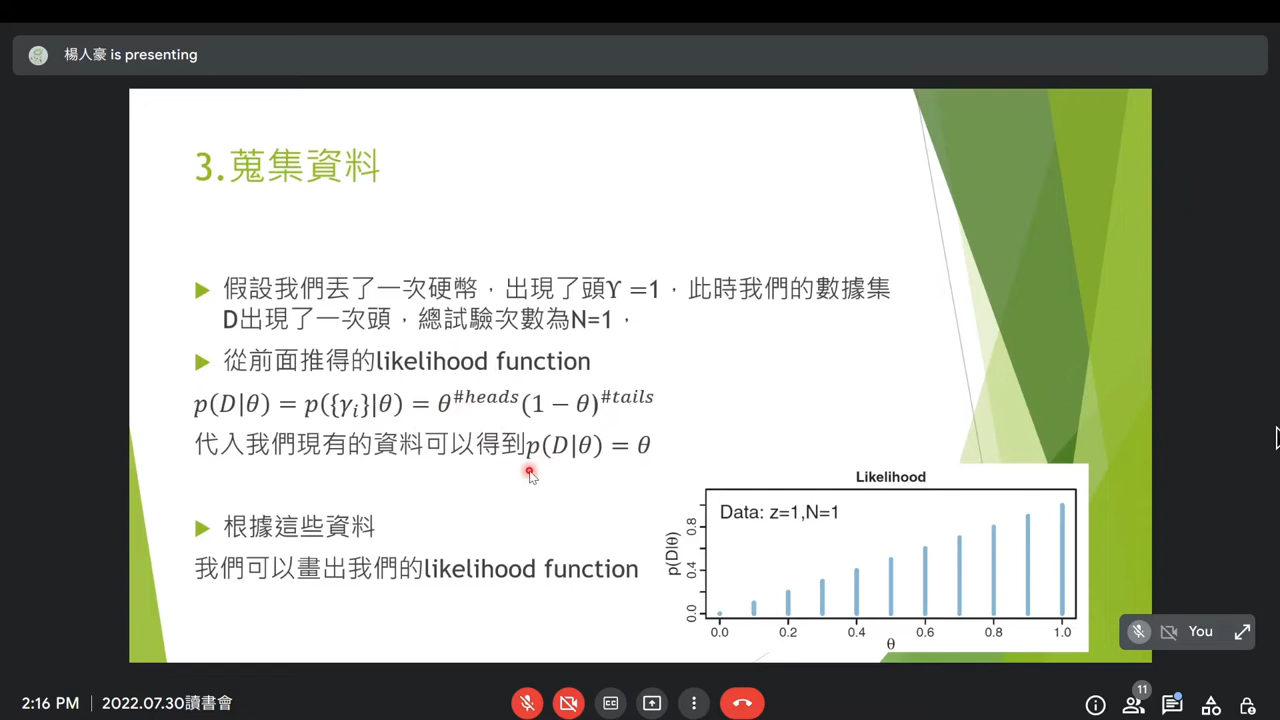 楊人豪 is presenting
3.蒐集資料
假設我們丟了一次硬幣，出現了頭ϒ =1，此時我們的數據集
D出現了一次頭，總試驗次數為N=1，
從前面推得的likelihood function
p(D|θ) = p({γᵢ}|θ) = θ^#heads(1 − θ)^#tails
代入我們現有的資料可以得到p(D|θ) = θ
根據這些資料
我們可以畫出我們的likelihood function
Likelihood
Data: z=1,N=1
p(D|θ)
0.0 0.4 0.8
0.0 0.2 0.4 0.6 0.8 1.0
θ
You
2:16 PM | 2022.07.30讀書會
CC
11